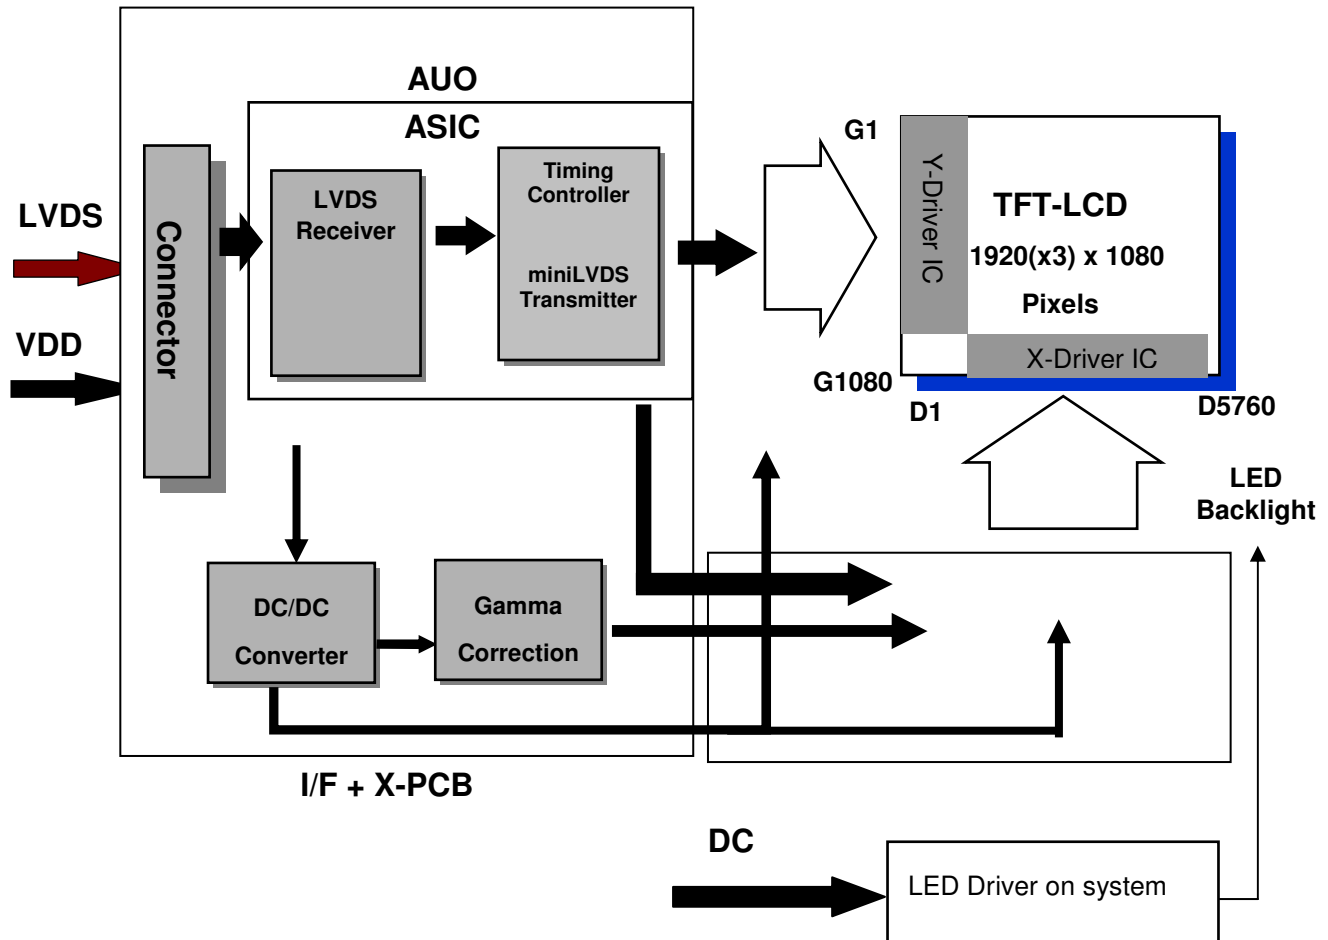 AUO
ASIC
LVDS
VDD
Connector
LVDS
Receiver
Timing
Controller
miniLVDS
Transmitter
G1
G1080
Y-Driver IC
TFT-LCD
1920(x3) x 1080
Pixels
X-Driver IC
D1
D5760
LED
Backlight
DC/DC
Converter
Gamma
Correction
I/F + X-PCB
DC
LED Driver on system